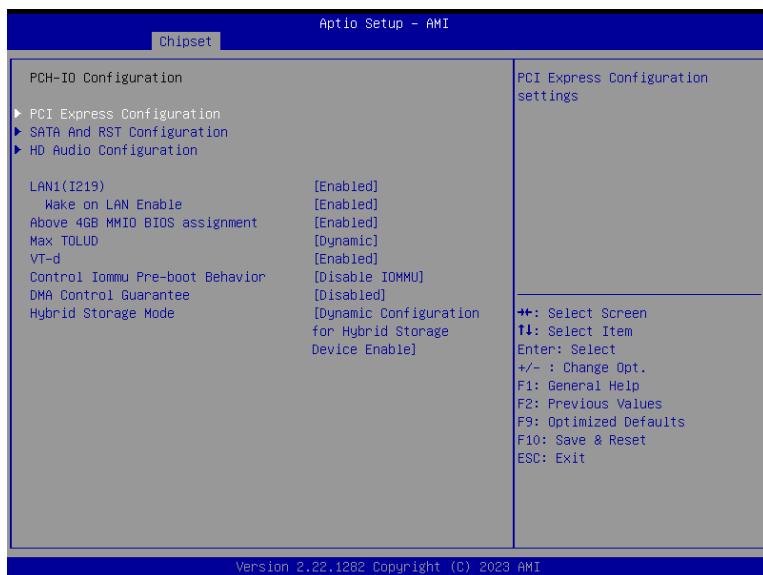 Aptio Setup - AMI
Chipset
PCH-IO Configuration
PCI Express Configuration
SATA And RST Configuration
HD Audio Configuration
LAN1(I219) [Enabled]
Wake on LAN Enable [Enabled]
Above 4GB MMIO BIOS assignment [Enabled]
Max TOLUD [Dynamic]
VT-d [Enabled]
Control Iommu Pre-boot Behavior [Disable IOMMU]
DMA Control Guarantee [Disabled]
Hybrid Storage Mode [Dynamic Configuration
for Hybrid Storage
Device Enable]
PCI Express Configuration
settings
→←: Select Screen
↑↓: Select Item
Enter: Select
+/- : Change Opt.
F1: General Help
F2: Previous Values
F9: Optimized Defaults
F10: Save & Reset
ESC: Exit
Version 2.22.1282 Copyright (C) 2023 AMI